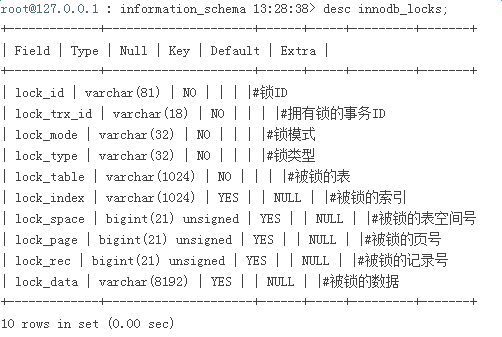 root@127.0.0.1 : information_schema 13:28:38> desc innodb_locks;
+-------------+---------------------+------+-----+---------+-------+
| Field | Type | Null | Key | Default | Extra |
+-------------+---------------------+------+-----+---------+-------+
| lock_id | varchar(81) | NO | | | |#锁ID
| lock_trx_id | varchar(18) | NO | | | |#拥有锁的事务ID
| lock_mode | varchar(32) | NO | | | |#锁模式
| lock_type | varchar(32) | NO | | | |#锁类型
| lock_table | varchar(1024) | NO | | | |#被锁的表
| lock_index | varchar(1024) | YES | | NULL | |#被锁的索引
| lock_space | bigint(21) unsigned | YES | | NULL | |#被锁的表空间号
| lock_page | bigint(21) unsigned | YES | | NULL | |#被锁的页号
| lock_rec | bigint(21) unsigned | YES | | NULL | |#被锁的记录号
| lock_data | varchar(8192) | YES | | NULL | |#被锁的数据
+-------------+---------------------+------+-----+---------+-------+
10 rows in set (0.00 sec)